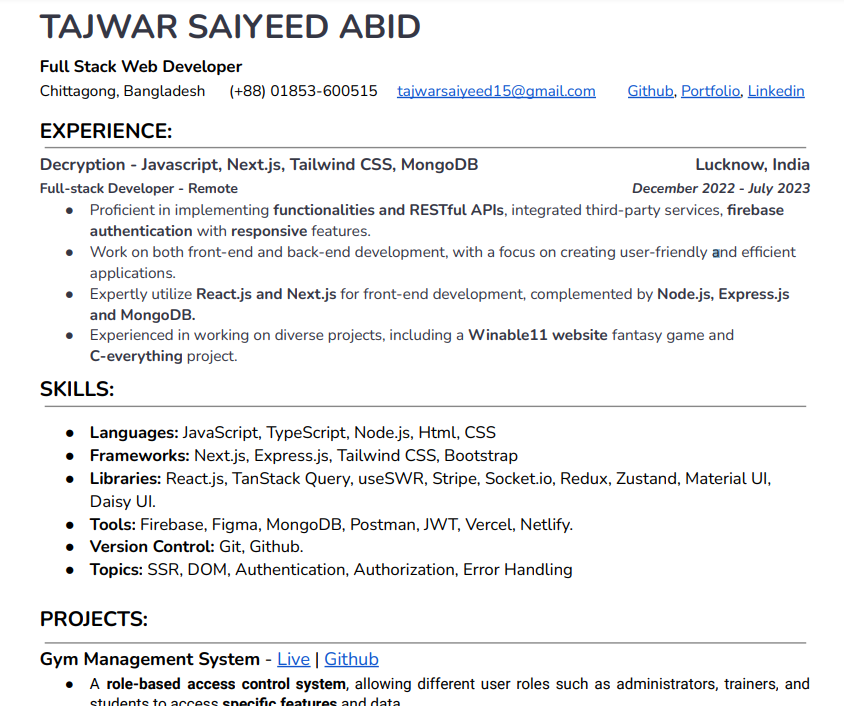 TAJWAR SAIYEED ABID
Full Stack Web Developer
Chittagong, Bangladesh (+88) 01853-600515 tajwarsaiyeed15@gmail.com Github, Portfolio, Linkedin
EXPERIENCE:
Decryption - Javascript, Next.js, Tailwind CSS, MongoDB Lucknow, India
Full-stack Developer - Remote December 2022 - July 2023
● Proficient in implementing functionalities and RESTful APIs, integrated third-party services, firebase
authentication with responsive features.
● Work on both front-end and back-end development, with a focus on creating user-friendly and efficient
applications.
● Expertly utilize React.js and Next.js for front-end development, complemented by Node.js, Express.js
and MongoDB.
● Experienced in working on diverse projects, including a Winable11 website fantasy game and
C-everything project.
SKILLS:
● Languages: JavaScript, TypeScript, Node.js, Html, CSS
● Frameworks: Next.js, Express.js, Tailwind CSS, Bootstrap
● Libraries: React.js, TanStack Query, useSWR, Stripe, Socket.io, Redux, Zustand, Material UI,
Daisy UI.
● Tools: Firebase, Figma, MongoDB, Postman, JWT, Vercel, Netlify.
● Version Control: Git, Github.
● Topics: SSR, DOM, Authentication, Authorization, Error Handling
PROJECTS:
Gym Management System - Live | Github
● A role-based access control system, allowing different user roles such as administrators, trainers, and
students to access specific features and data.